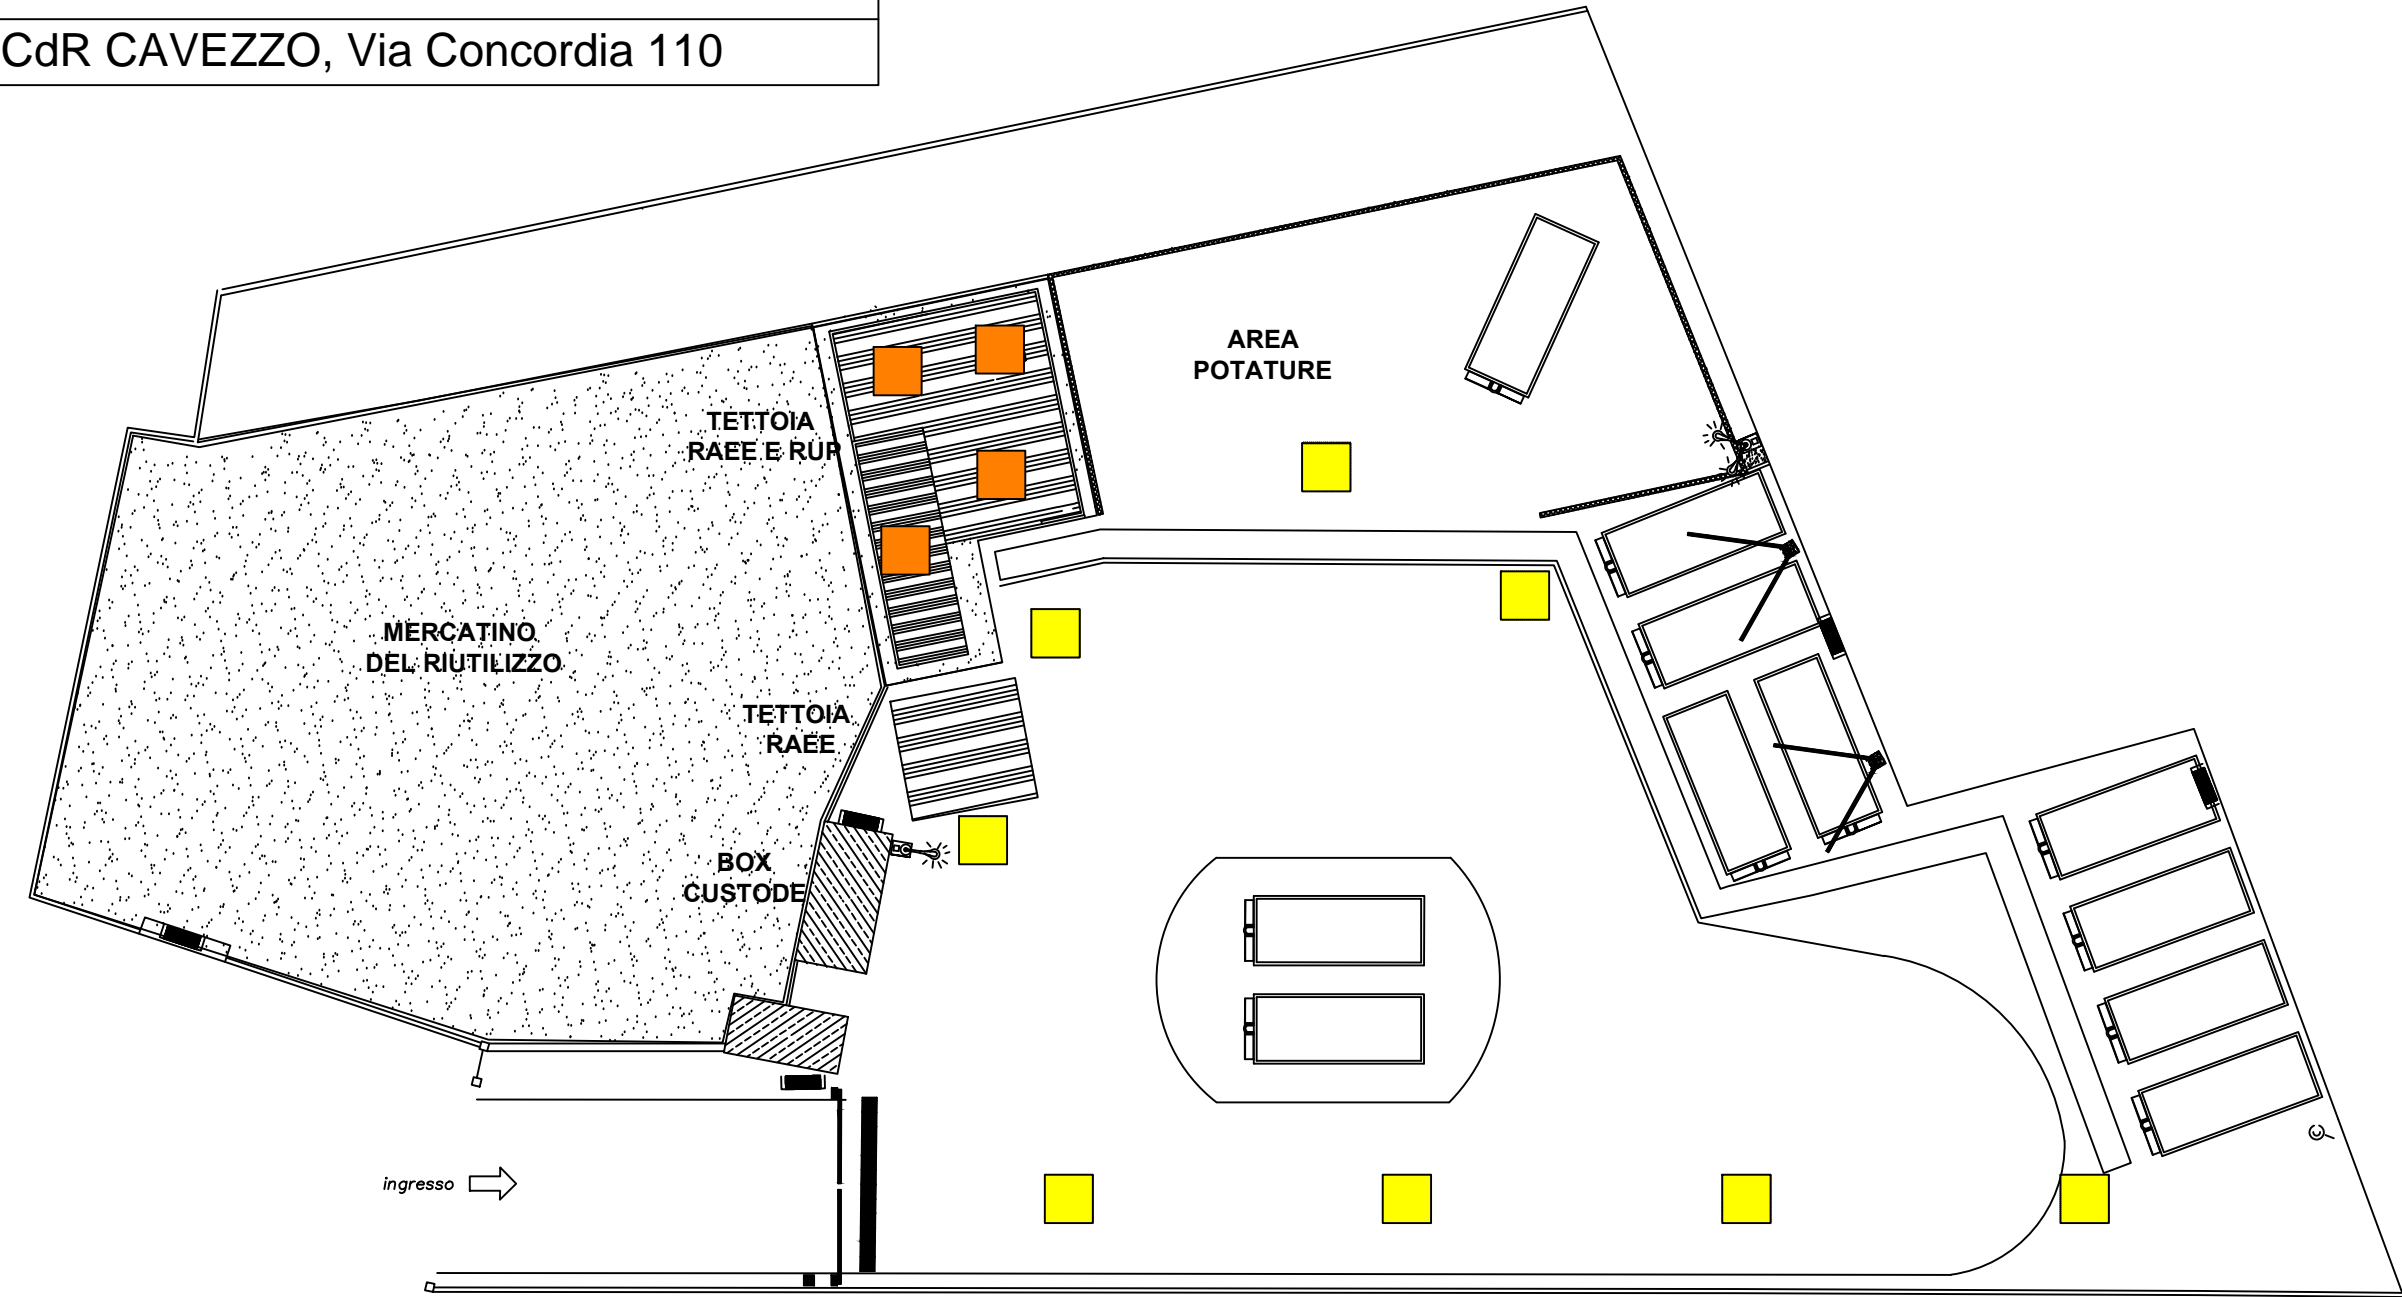 CdR CAVEZZO, Via Concordia 110
AREA
POTATURE
TETTOIA
RAEE E RUP
MERCATINO
DEL RIUTILIZZO
TETTOIA
RAEE
BOX
CUSTODE
ingresso